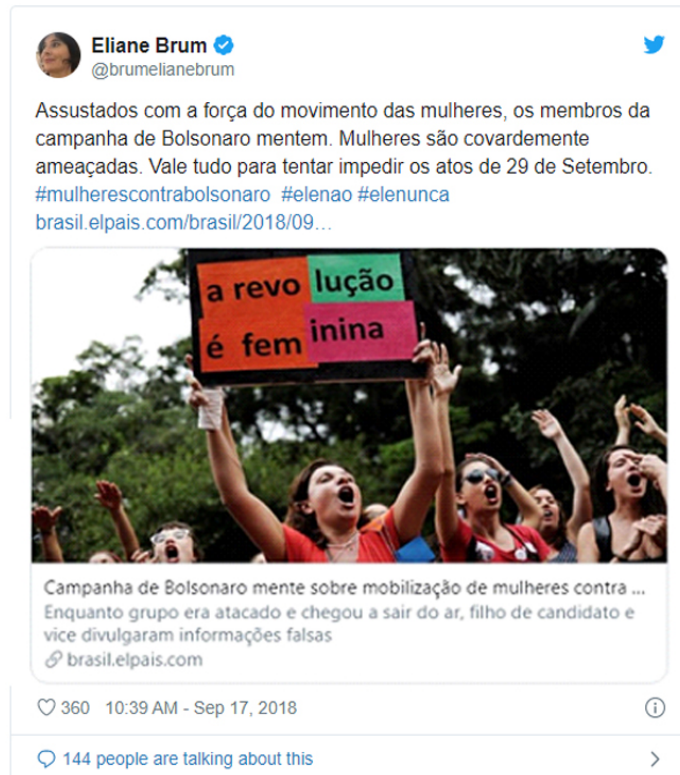 Eliane Brum
@brumelianebrum
Assustados com a força do movimento das mulheres, os membros da
campanha de Bolsonaro mentem. Mulheres são covardemente
ameaçadas. Vale tudo para tentar impedir os atos de 29 de Setembro.
#mulherescontrabolsonaro #elenao #elenunca
brasil.elpais.com/brasil/2018/09...
a revolução
é feminina
Campanha de Bolsonaro mente sobre mobilização de mulheres contra ...
Enquanto grupo era atacado e chegou a sair do ar, filho de candidato e
vice divulgaram informações falsas
brasil.elpais.com
360 10:39 AM - Sep 17, 2018
144 people are talking about this